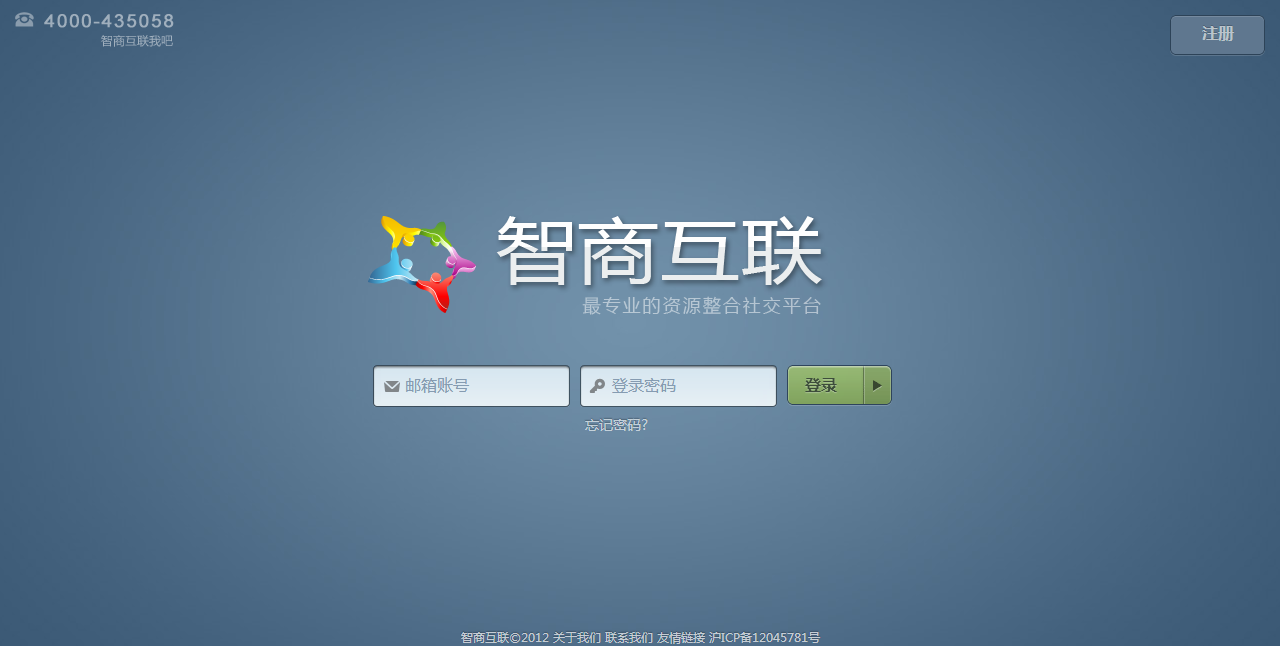 4000-435058
智商互联我吧
注册
智商互联
最专业的资源整合社交平台
邮箱账号
登录密码
登录
忘记密码?
智商互联©2012 关于我们 联系我们 友情链接 沪ICP备12045781号